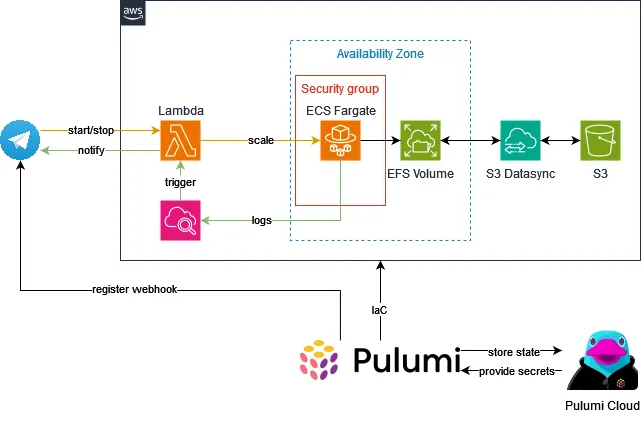 aws
Availability Zone
Security group
Lambda
ECS Fargate
start/stop
scale
notify
EFS Volume
S3 Datasync
S3
trigger
logs
register webhook
IaC
Pulumi
store state
provide secrets
Pulumi Cloud